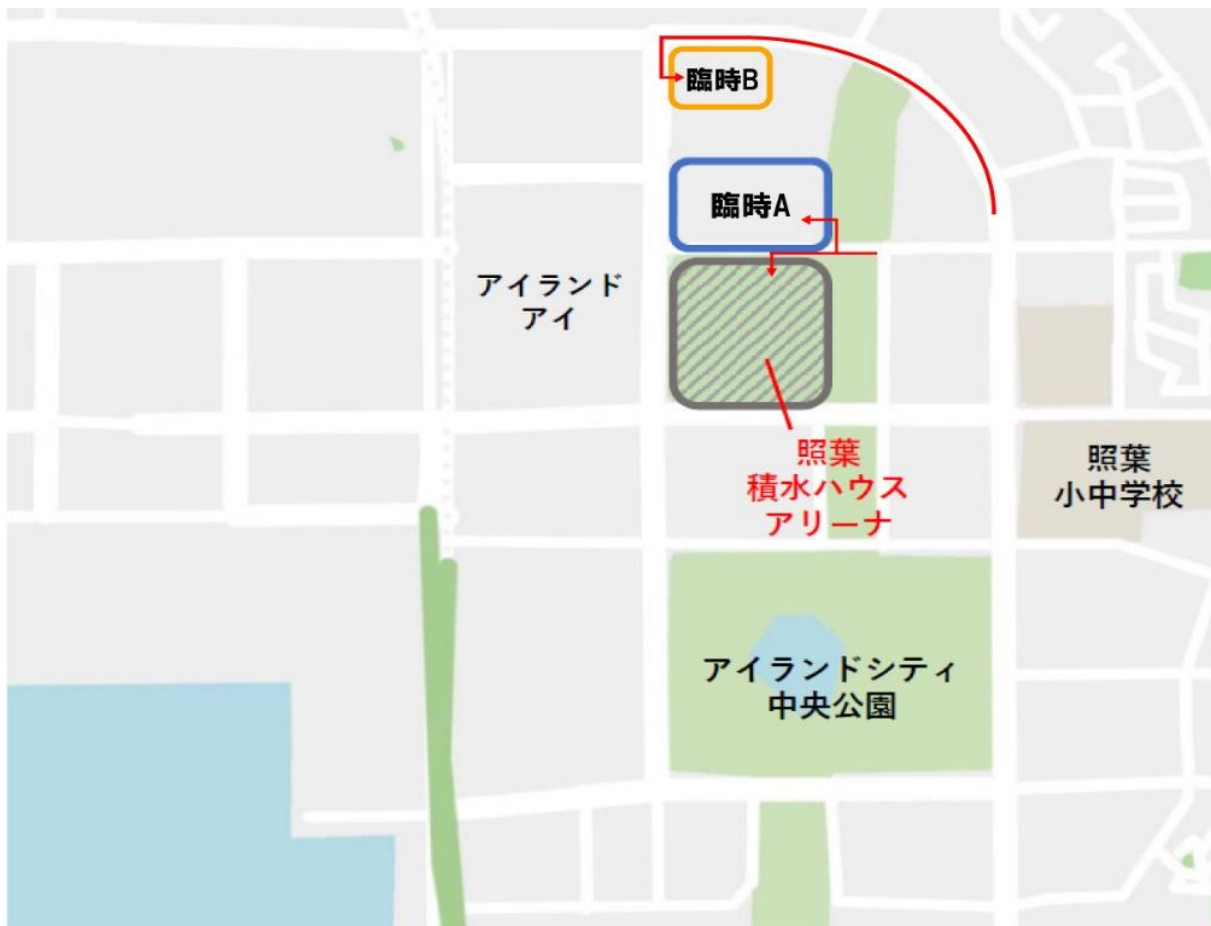 臨時B
臨時A
アイランド
アイ
照葉
積水ハウス
アリーナ
照葉
小中学校
アイランドシティ
中央公園